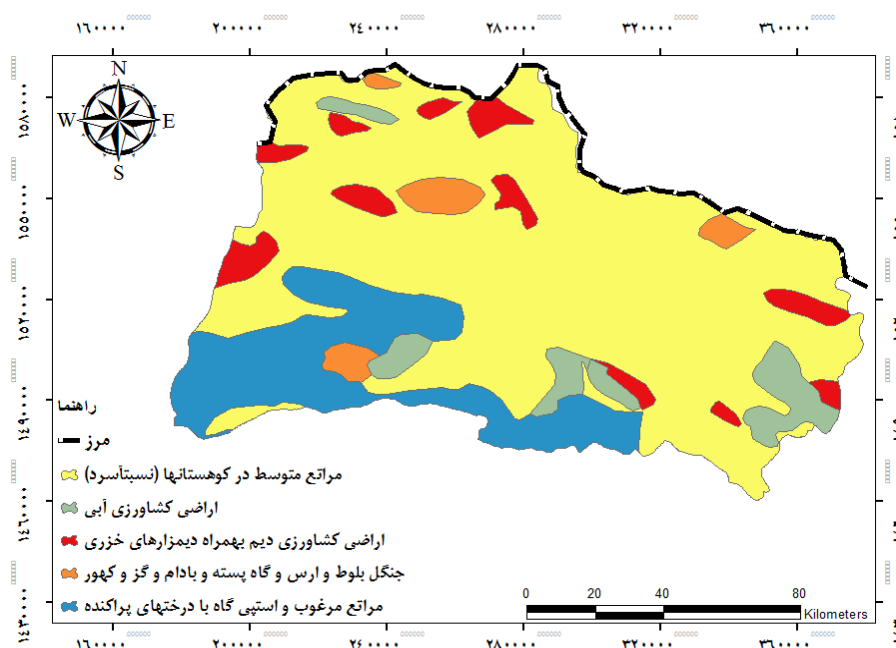 ۱۶۰۰۰۰ ۲۰۰۰۰۰ ۲۴۰۰۰۰ ۲۸۰۰۰۰ ۳۲۰۰۰۰ ۳۶۰۰۰۰
N
W E
S
۱۵۸۰۰۰۰
۱۵۵۰۰۰۰
۱۵۲۰۰۰۰
۱۴۹۰۰۰۰
۱۴۶۰۰۰۰
۱۴۳۰۰۰۰
راهنما
مرز
مراتع متوسط در کوهستانها (نسبتآسرد)
اراضی کشاورزی آبی
اراضی کشاورزی دیم بهمراه دیمزارهای خزری
جنگل بلوط و ارس و گاه پسته و بادام و گز و کهور
مراتع مرغوب و استپی گاه با درختهای پراکنده
0 20 40 80
Kilometers
۱۶۰۰۰۰ ۲۰۰۰۰۰ ۲۴۰۰۰۰ ۲۸۰۰۰۰ ۳۲۰۰۰۰ ۳۶۰۰۰۰